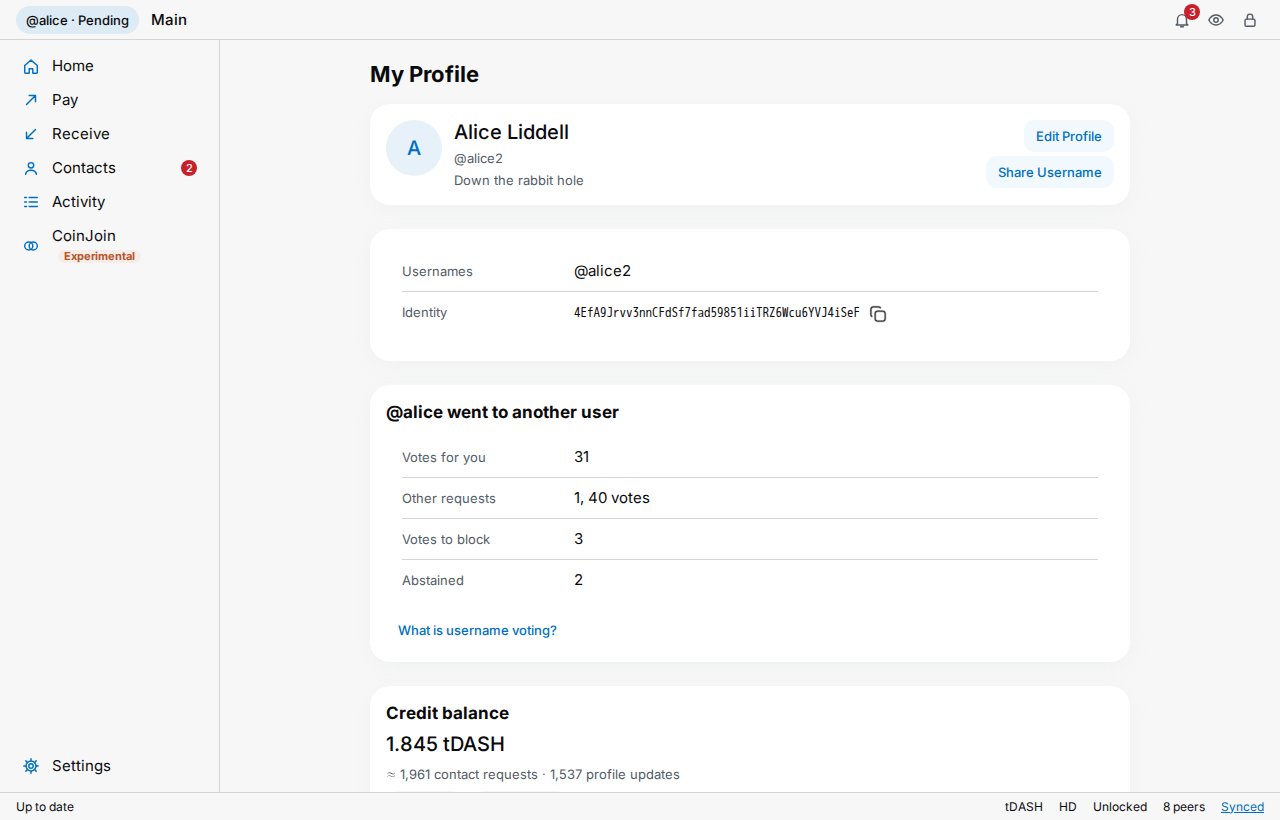 @alice · Pending
Main
3
Home
Pay
Receive
Contacts
2
Activity
CoinJoin
Experimental
Settings
My Profile
A
Alice Liddell
@alice2
Down the rabbit hole
Edit Profile
Share Username
Usernames
@alice2
Identity
4EfA9Jrvv3nnCFdSf7fad59851iiTRZ6Wcu6YVJ4iSeF
@alice went to another user
Votes for you
31
Other requests
1, 40 votes
Votes to block
3
Abstained
2
What is username voting?
Credit balance
1.845 tDASH
≈ 1,961 contact requests · 1,537 profile updates
Up to date
tDASH
HD
Unlocked
8 peers
Synced